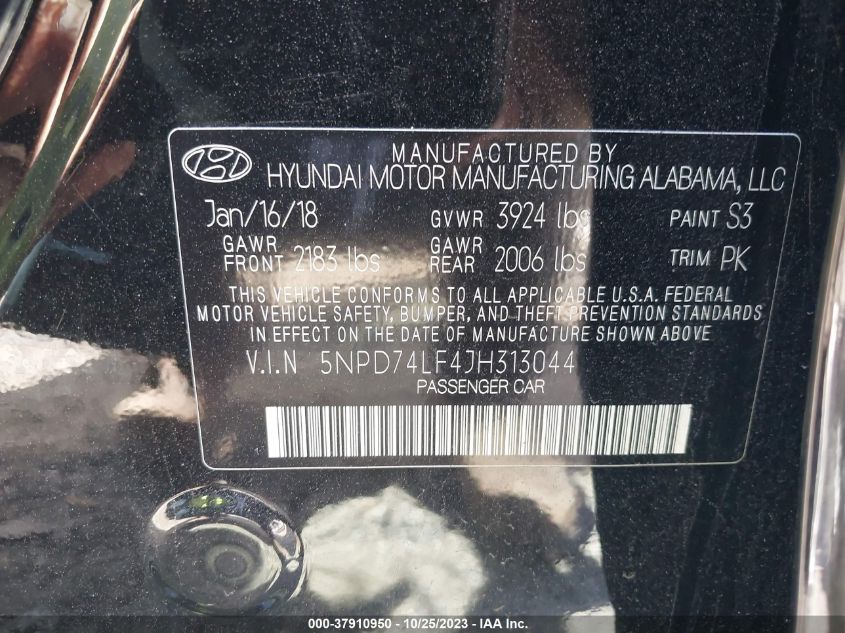 MANUFACTURED BY
HYUNDAI MOTOR MANUFACTURING ALABAMA, LLC
Jan/16/18 GVWR 3924 lbs PAINT S3
GAWR FRONT 2183 lbs GAWR REAR 2006 lbs TRIM PK
THIS VEHICLE CONFORMS TO ALL APPLICABLE U.S.A. FEDERAL
MOTOR VEHICLE SAFETY, BUMPER, AND THEFT PREVENTION STANDARDS
IN EFFECT ON THE DATE OF MANUFACTURE SHOWN ABOVE.
V.I.N 5NPD74LF4JH313044
PASSENGER CAR
000-37910950 - 10/25/2023 - www.iaai.com